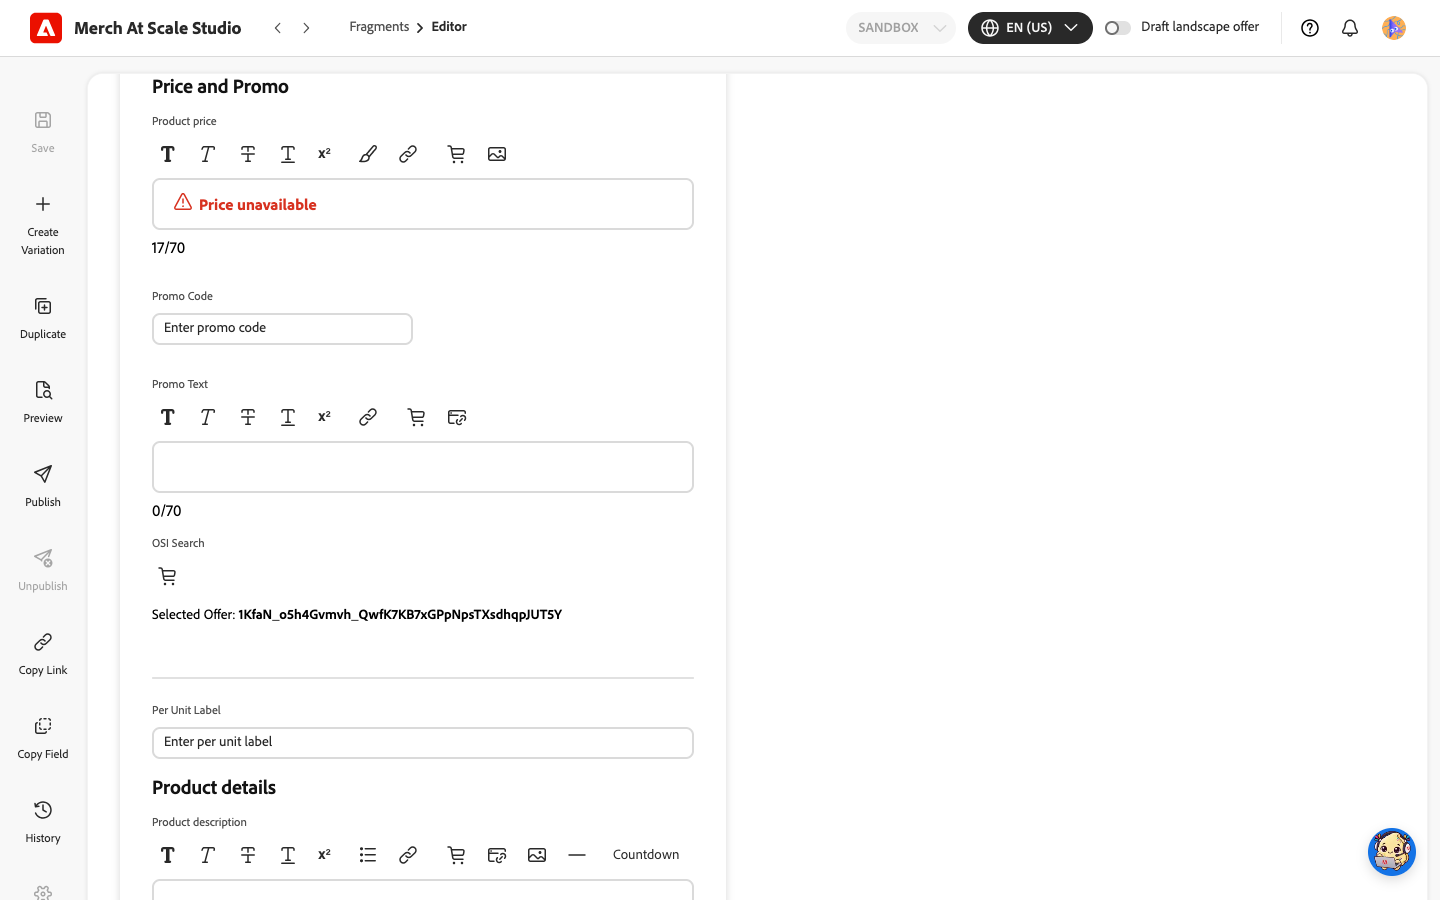 Merch At Scale Studio
Fragments
Editor
SANDBOX
EN (US)
Draft landscape offer
Save
Create
Variation
Duplicate
Preview
Publish
Unpublish
Copy Link
Copy Field
History
Price and Promo
Product price
T T T T x²
Price unavailable
17/70
Promo Code
Enter promo code
Promo Text
T T T T x²
0/70
OSI Search
Selected Offer: 1KfaN_o5h4Gvmvh_QwfK7KB7xGPpNpsTXsdhqpJUT5Y
Per Unit Label
Enter per unit label
Product details
Product description
T T T T x²
Countdown